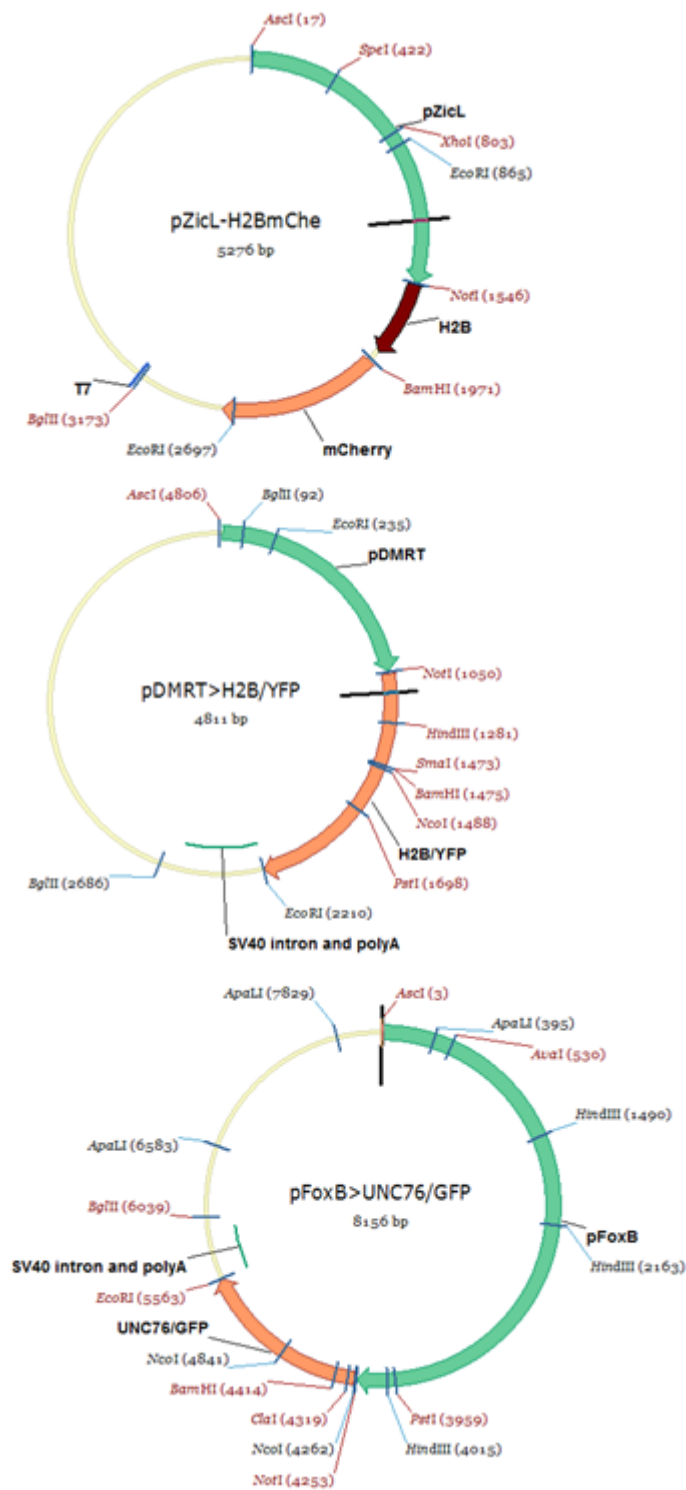 AscI (17)
SpeI (422)
pZicL
XhoI (803)
EcoRI (865)
pZicL-H2BmChe
5276 bp
NotI (1546)
H2B
BamHI (1971)
T7
BglII (3173)
EcoRI (2697)
mCherry
AscI (4806)
BglII (92)
EcoRI (235)
pDMRT
NotI (1050)
pDMRT>H2B/YFP
4811 bp
HindIII (1281)
SmaI (1473)
BamHI (1475)
NcoI (1488)
H2B/YFP
BglII (2686)
PstI (1698)
EcoRI (2210)
SV40 intron and polyA
ApaLI (7829)
AscI (3)
ApaLI (395)
AvaI (530)
HindIII (1490)
ApaLI (6583)
pFoxB>UNC76/GFP
8156 bp
BglII (6039)
pFoxB
SV40 intron and polyA
HindIII (2163)
EcoRI (5563)
UNC76/GFP
NcoI (4841)
BamHI (4414)
ClaI (4319)
PstI (3959)
NcoI (4262)
HindIII (4015)
NotI (4253)